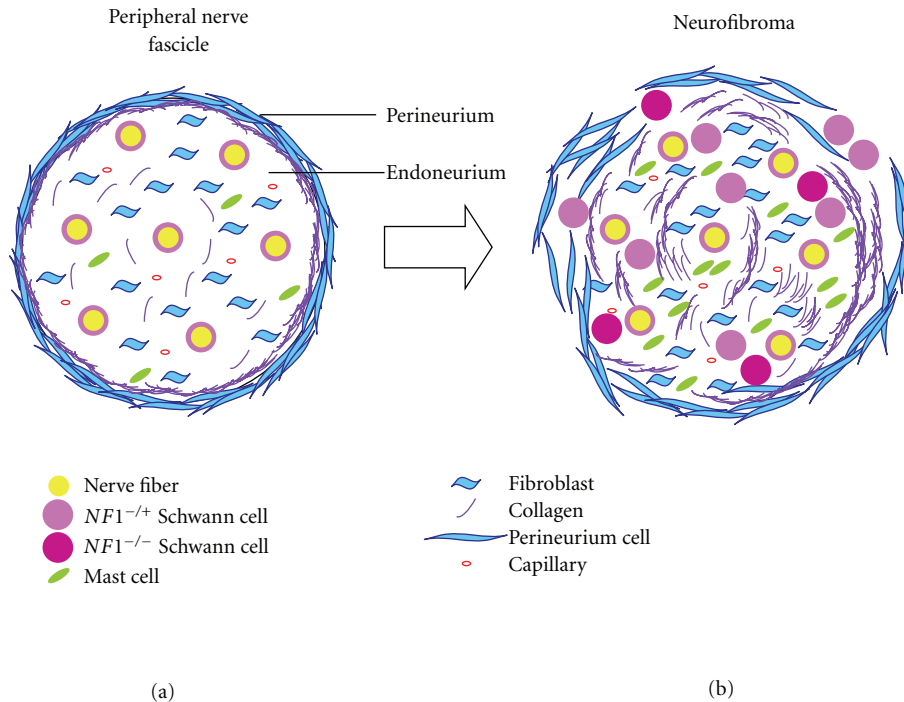 Peripheral nerve
fascicle
Neurofibroma
Perineurium
Endoneurium
Nerve fiber
NF1−/+ Schwann cell
NF1−/− Schwann cell
Mast cell
Fibroblast
Collagen
Perineurium cell
Capillary
(a)
(b)